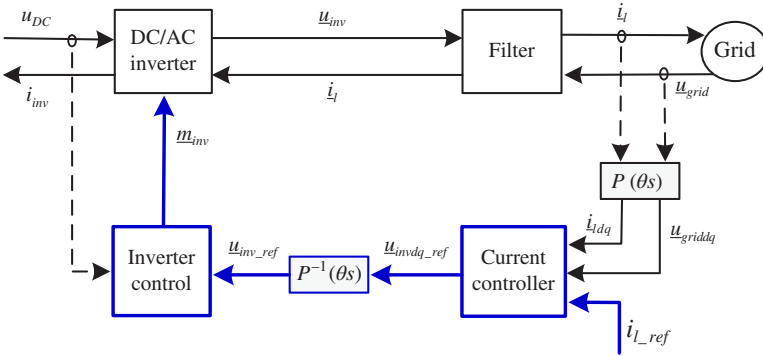 u_DC
DC/AC
inverter
u_inv
Filter
i_l
Grid
i_inv
i_l
u_grid
m_inv
P (θs)
i_ldq
u_griddq
Inverter
control
u_inv_ref
P⁻¹(θs)
u_invdq_ref
Current
controller
i_l_ref